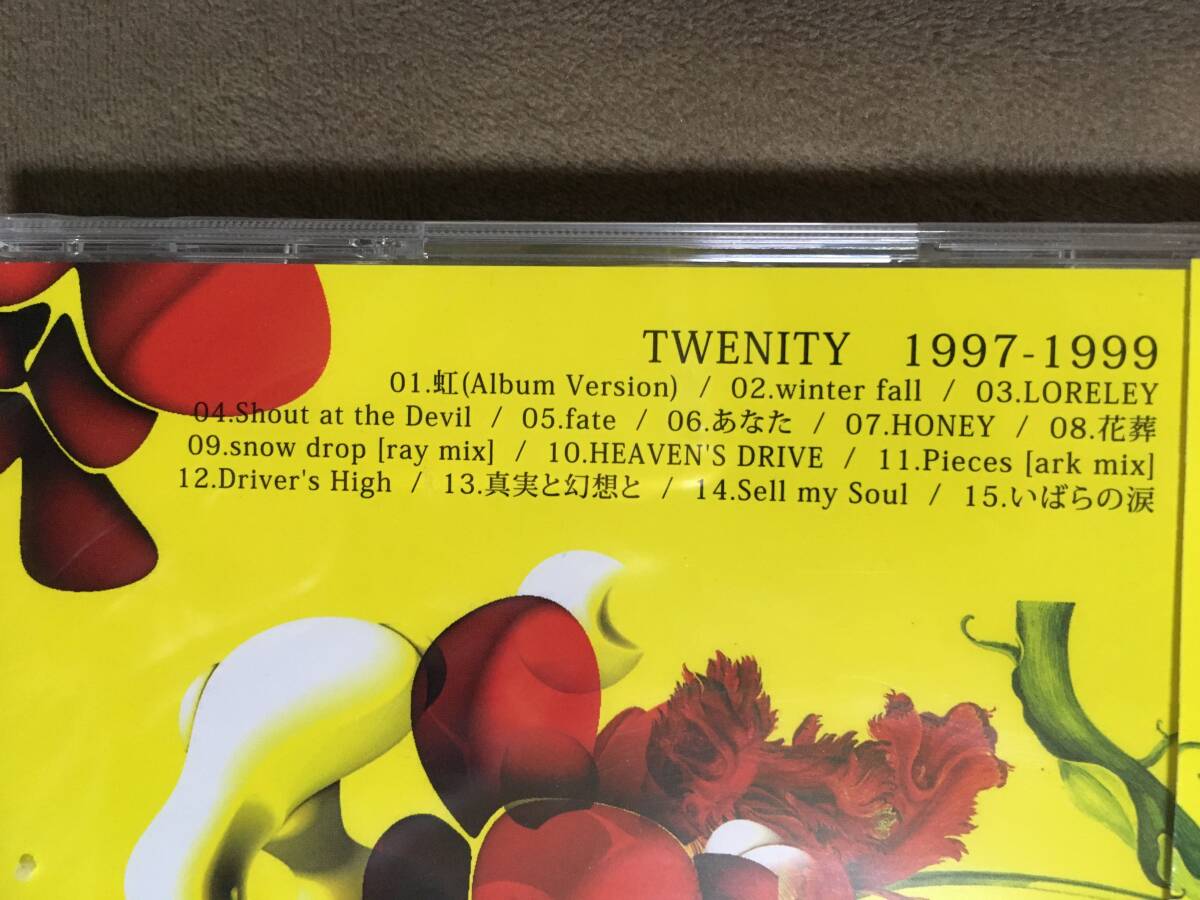 TWENITY 1997-1999
01.虹(Album Version) / 02.winter fall / 03.LORELEY
04.Shout at the Devil / 05.fate / 06.あなた / 07.HONEY / 08.花葬
09.snow drop [ray mix] / 10.HEAVEN'S DRIVE / 11.Pieces [ark mix]
12.Driver's High / 13.真実と幻想と / 14.Sell my Soul / 15.いばらの涙